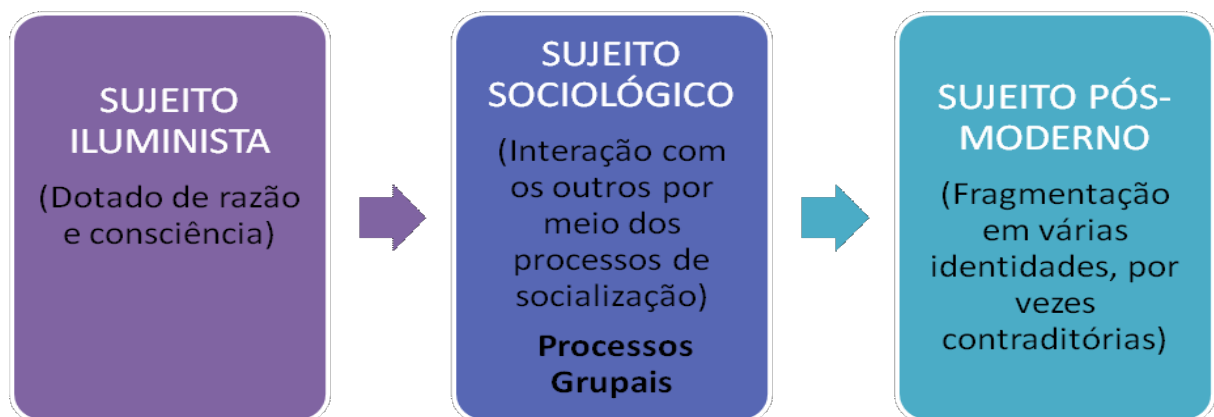 SUJEITO
ILUMINISTA
(Dotado de razão
e consciência)
SUJEITO
SOCIOLÓGICO
(Interação com
os outros por
meio dos
processos de
socialização)
Processos
Grupais
SUJEITO PÓS-
MODERNO
(Fragmentação
em várias
identidades, por
vezes
contraditórias)